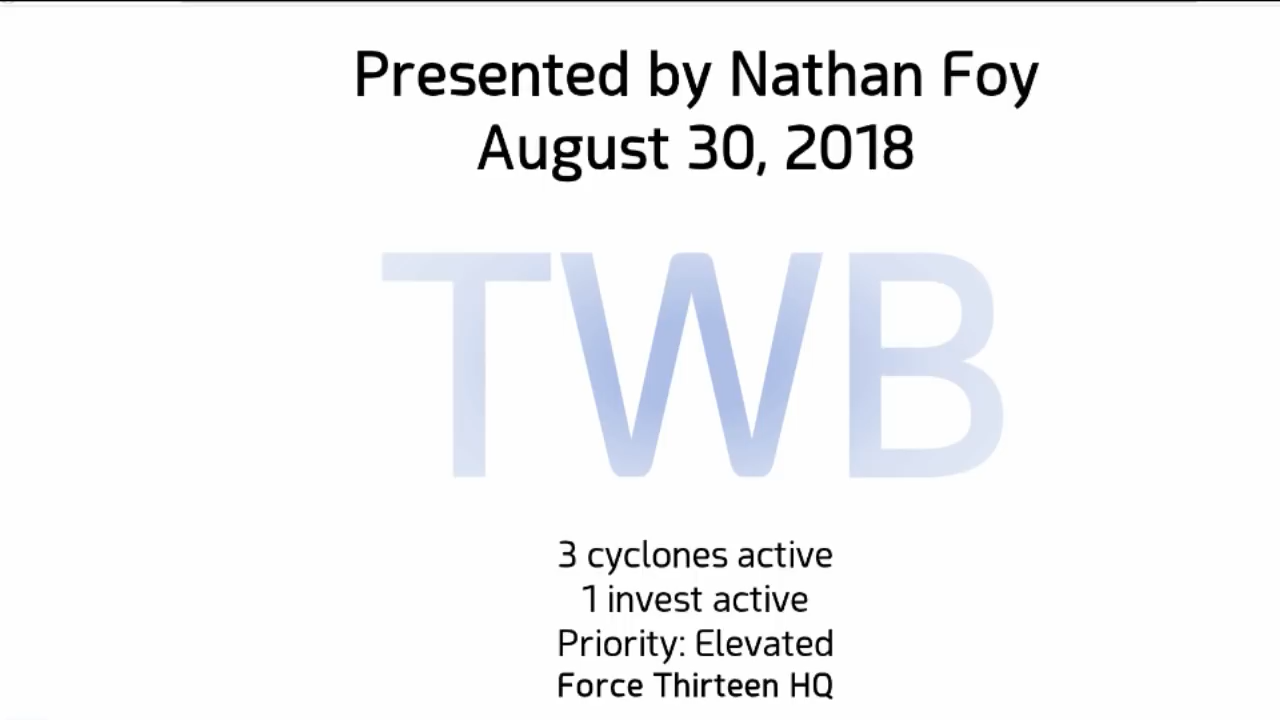 Presented by Nathan Foy
August 30, 2018
TWB
3 cyclones active
1 invest active
Priority: Elevated
Force Thirteen HQ